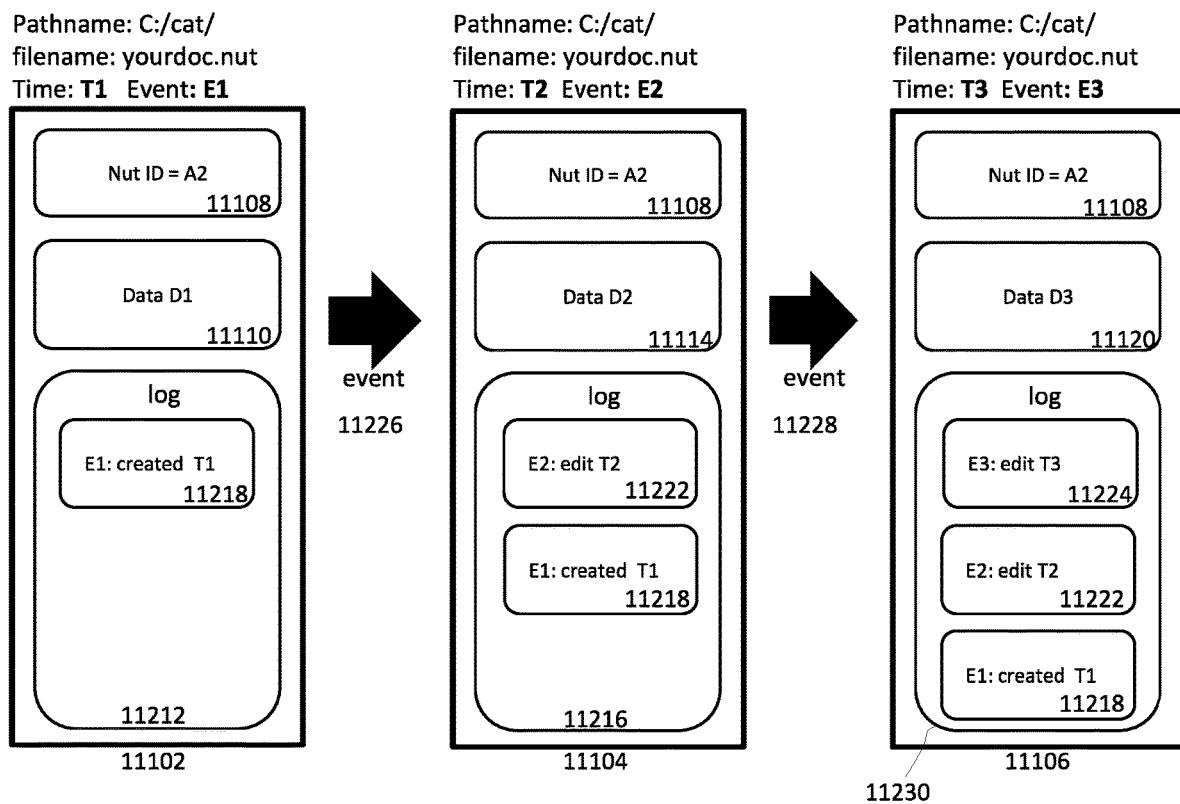 Pathname: C:/cat/
filename: yourdoc.nut
Time: T1 Event: E1
Nut ID = A2
11108
Data D1
11110
log
E1: created T1
11218
11212
11102
event
11226
Pathname: C:/cat/
filename: yourdoc.nut
Time: T2 Event: E2
Nut ID = A2
11108
Data D2
11114
log
E2: edit T2
11222
E1: created T1
11218
11216
11104
event
11228
Pathname: C:/cat/
filename: yourdoc.nut
Time: T3 Event: E3
Nut ID = A2
11108
Data D3
11120
log
E3: edit T3
11224
E2: edit T2
11222
E1: created T1
11218
11106
11230